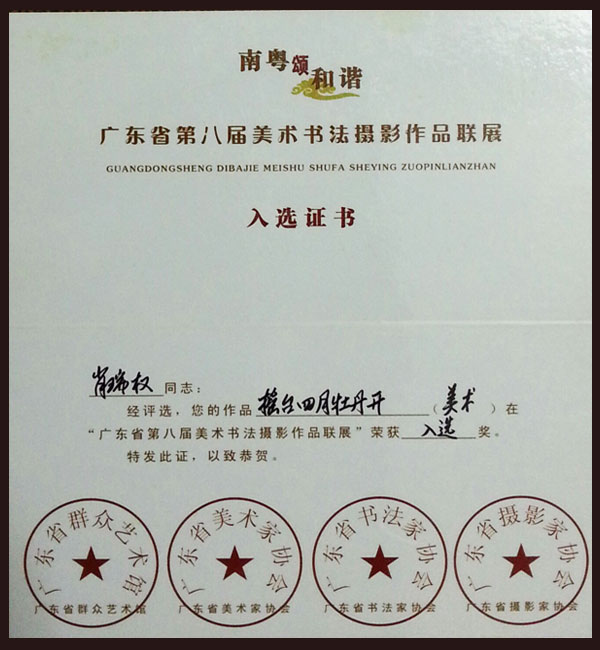 南粤颂和谐
广东省第八届美术书法摄影作品联展
GUANGDONGSHENG DIBAJIE MEISHU SHUFA SHEYING ZUOPINLIANZHAN
入选证书
肖瑞权同志：
经评选，您的作品 摇台四月牡丹开 （美术）在
“广东省第八届美术书法摄影作品联展”荣获 入选 奖。
特发此证，以致恭贺。
广东省群众艺术馆 广东省美术家协会 广东省书法家协会 广东省摄影家协会
广东省群众艺术馆 广东省美术家协会 广东省书法家协会 广东省摄影家协会